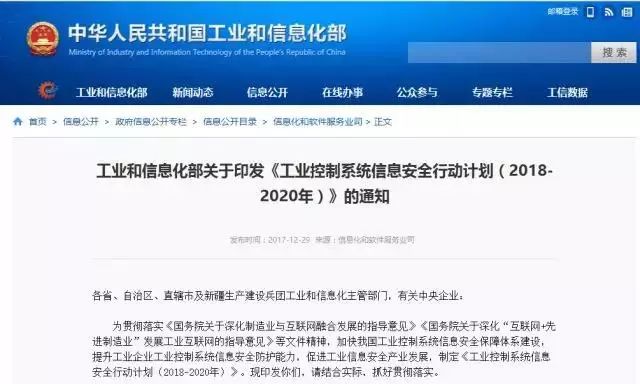 邮箱登录
中华人民共和国工业和信息化部
Ministry of Industry and Information Technology of the People's Republic of China
搜 索
工业和信息化部 新闻动态 信息公开 在线办事 公众参与 专题专栏 工信数据
首页 > 信息公开 > 政府信息公开专栏 > 信息公开目录 > 信息化和软件服务业司 > 正文
工业和信息化部关于印发《工业控制系统信息安全行动计划（2018-
2020年）》的通知
发布时间：2017-12-29 来源：信息化和软件服务业司
各省、自治区、直辖市及新疆生产建设兵团工业和信息化主管部门，有关中央企业：
为贯彻落实《国务院关于深化制造业与互联网融合发展的指导意见》《国务院关于深化“互联网+
先进制造业”发展工业互联网的指导意见》等文件精神，加快我国工业控制系统信息安全保障体系建设，
提升工业企业工业控制系统信息安全防护能力，促进工业信息安全产业发展，制定《工业控制系统信息
安全行动计划（2018-2020年）》。现印发你们，请结合实际，抓好贯彻落实。